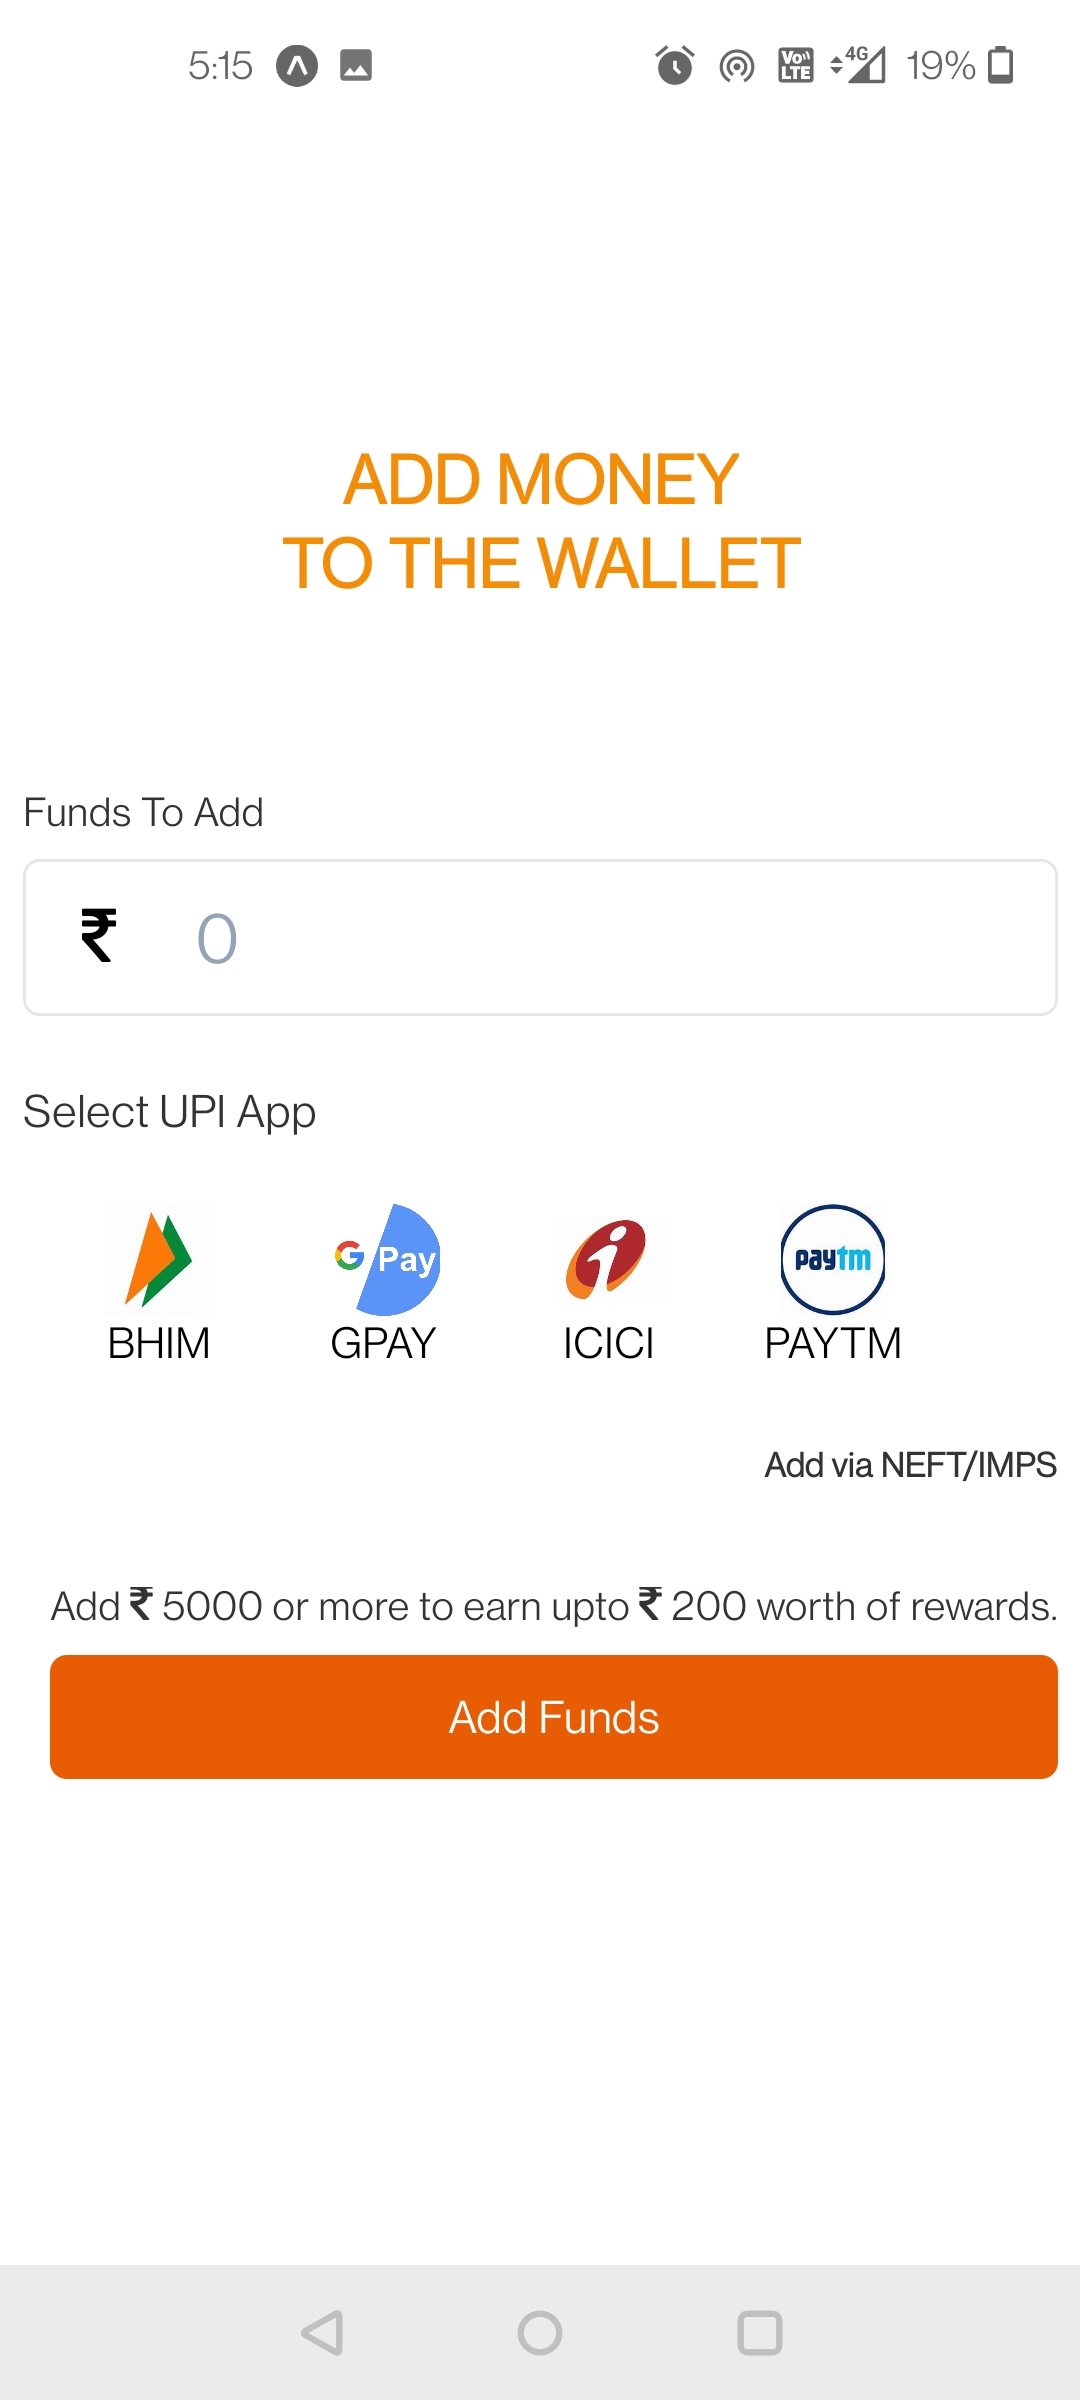 5:15 Vo LTE 4G 19%
ADD MONEY
TO THE WALLET
Funds To Add
₹ 0
Select UPI App
G Pay paytm
BHIM GPAY ICICI PAYTM
Add via NEFT/IMPS
Add ₹ 5000 or more to earn upto ₹ 200 worth of rewards.
Add Funds